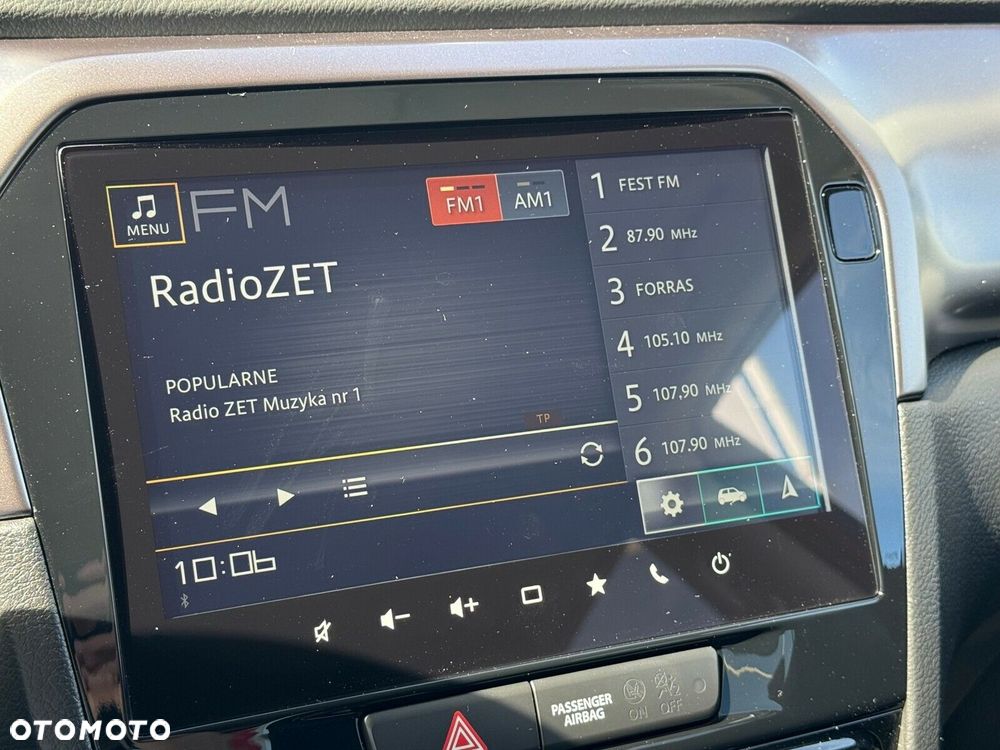 MENU
FM
FM1
AM1
RadioZET
POPULARNE
Radio ZET Muzyka nr 1
TP
10:06
1 FEST FM
2 87.90 MHz
3 FORRAS
4 105.10 MHz
5 107.90 MHz
6 107.90 MHz
PASSENGER
AIRBAG
ON
OFF
OTOMOTO